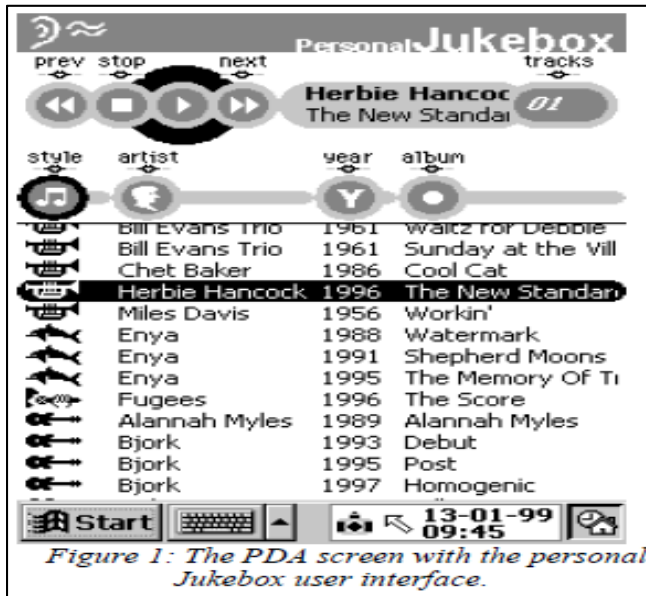 Personal Jukebox
prev stop next tracks
Herbie Hancoc
The New Standar
01
style artist year album
Y
Bill Evans Trio 1961 Waltz for Debbie
Bill Evans Trio 1961 Sunday at the Vill
Chet Baker 1986 Cool Cat
Herbie Hancock 1996 The New Standard
Miles Davis 1956 Workin'
Enya 1988 Watermark
Enya 1991 Shepherd Moons
Enya 1995 The Memory Of Tr
Fugees 1996 The Score
Alannah Myles 1989 Alannah Myles
Bjork 1993 Debut
Bjork 1995 Post
Bjork 1997 Homogenic
Start 13-01-99
09:45
Figure 1: The PDA screen with the personal
Jukebox user interface.